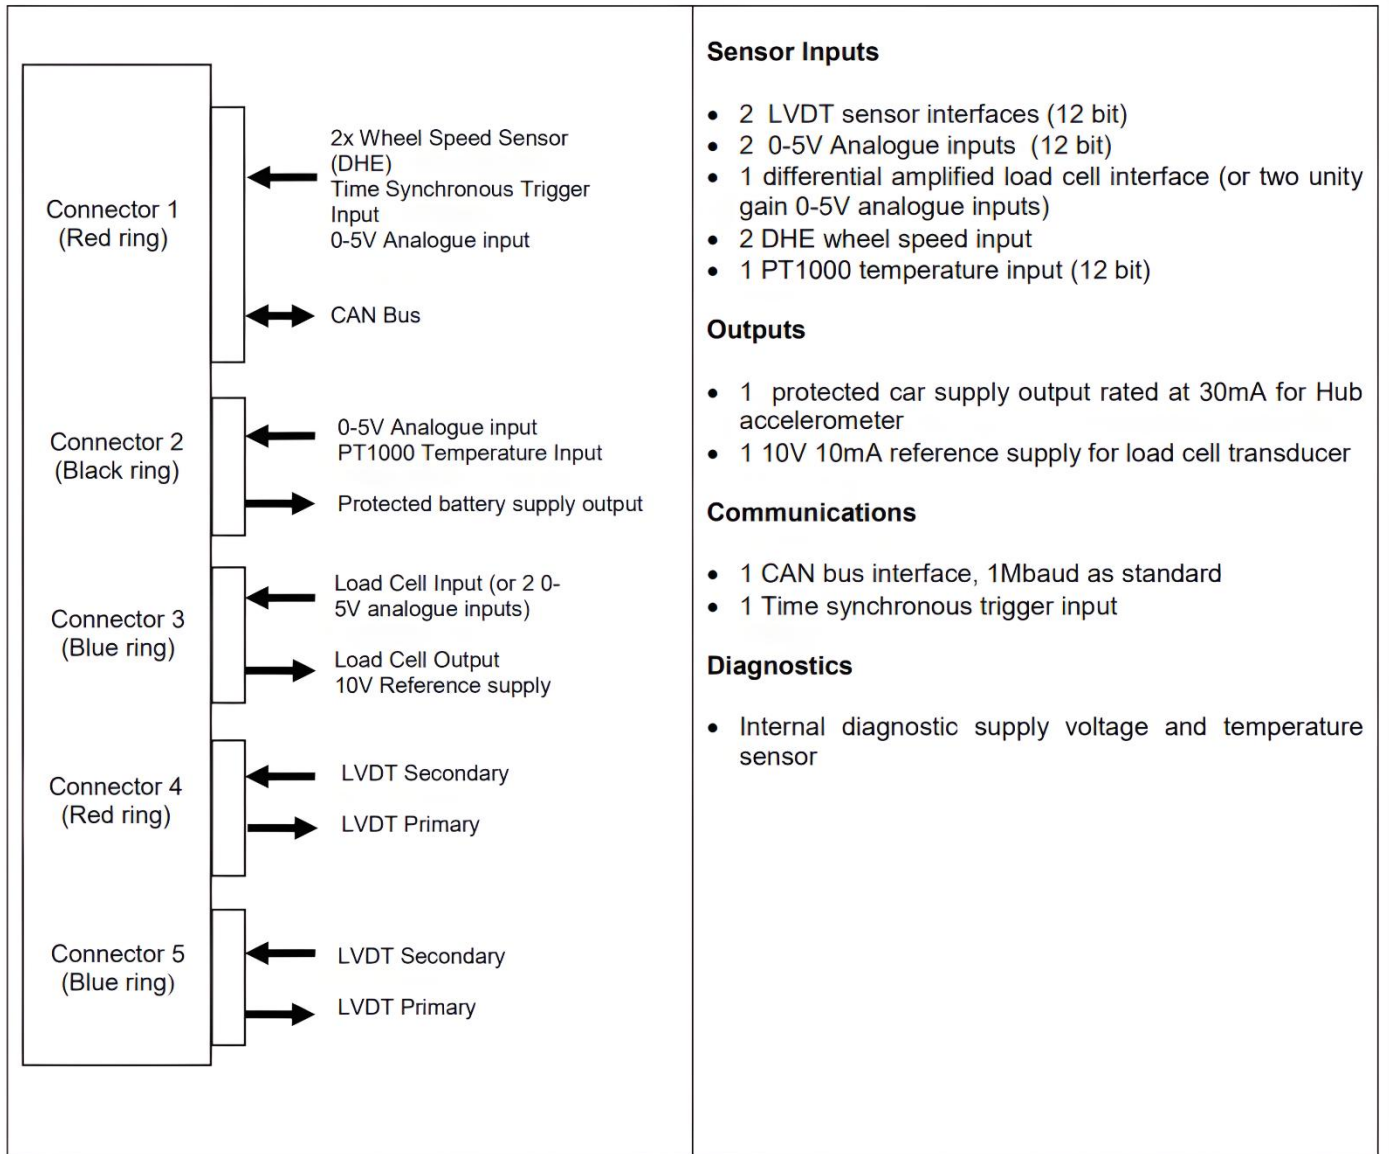 Connector 1
(Red ring)
2x Wheel Speed Sensor
(DHE)
Time Synchronous Trigger
Input
0-5V Analogue input
CAN Bus
Connector 2
(Black ring)
0-5V Analogue input
PT1000 Temperature Input
Protected battery supply output
Connector 3
(Blue ring)
Load Cell Input (or 2 0-
5V analogue inputs)
Load Cell Output
10V Reference supply
Connector 4
(Red ring)
LVDT Secondary
LVDT Primary
Connector 5
(Blue ring)
LVDT Secondary
LVDT Primary
Sensor Inputs
• 2 LVDT sensor interfaces (12 bit)
• 2 0-5V Analogue inputs (12 bit)
• 1 differential amplified load cell interface (or two unity
gain 0-5V analogue inputs)
• 2 DHE wheel speed input
• 1 PT1000 temperature input (12 bit)
Outputs
• 1 protected car supply output rated at 30mA for Hub
accelerometer
• 1 10V 10mA reference supply for load cell transducer
Communications
• 1 CAN bus interface, 1Mbaud as standard
• 1 Time synchronous trigger input
Diagnostics
• Internal diagnostic supply voltage and temperature
sensor